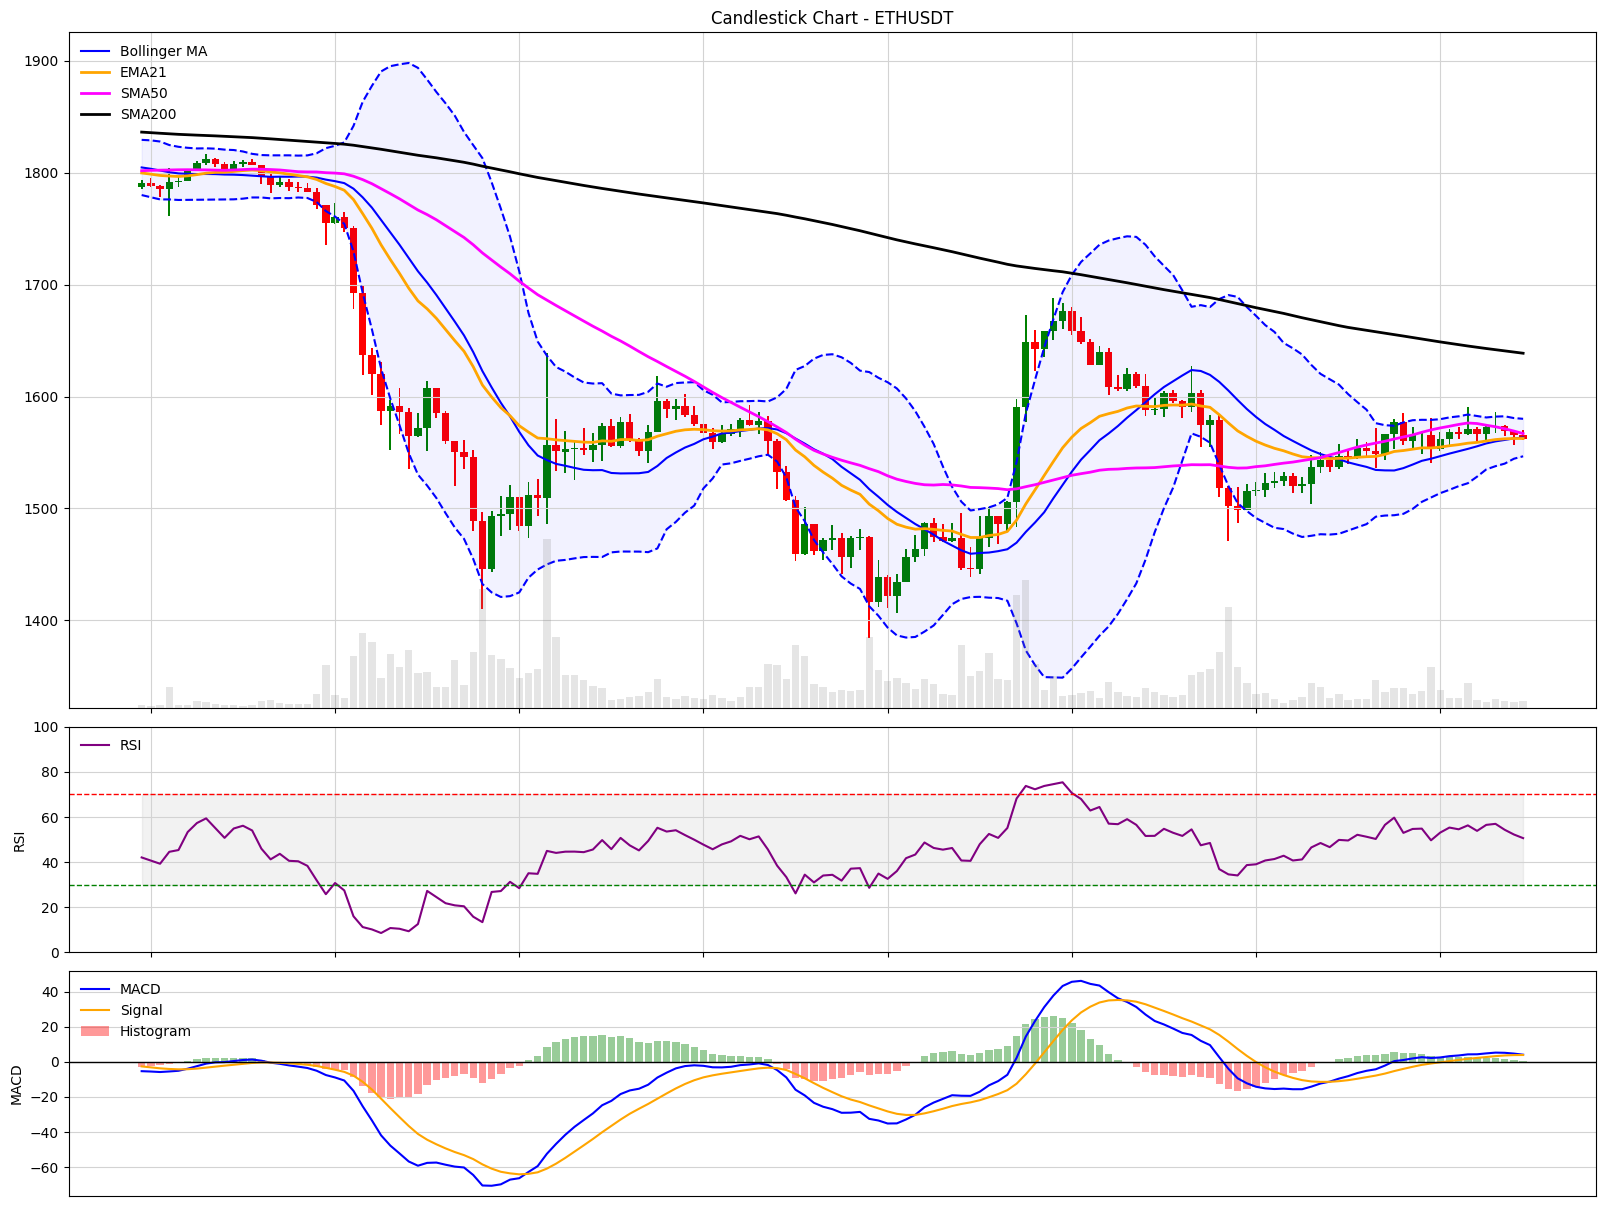 Candlestick Chart - ETHUSDT
Bollinger MA
EMA21
SMA50
SMA200
1900
1800
1700
1600
1500
1400
RSI
100
80
60
40
20
0
RSI
MACD
Signal
Histogram
40
20
0
−20
−40
−60
MACD